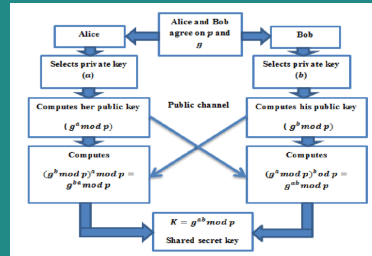 Alice and Bob
agree on p and
g
Alice
Bob
Selects private key
(a)
Selects private key
(b)
Computes her public key
( g^a mod p)
Public channel
Computes his public key
( g^b mod p)
Computes
(g^b mod p)^a mod p =
g^ba mod p
Computes
(g^a mod p)^b od p =
g^ab mod p
K = g^ab mod p
Shared secret key